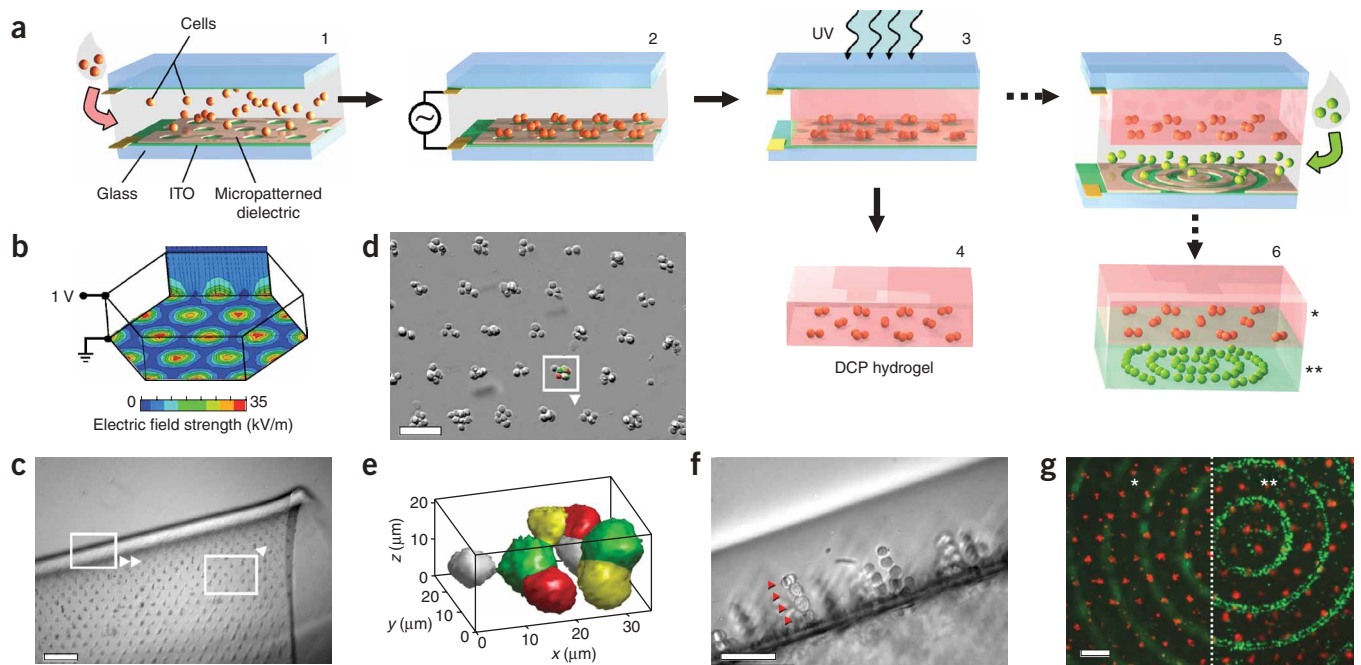 a
Cells
1
2
UV
3
5
Glass
ITO
Micropatterned
dielectric
4
DCP hydrogel
6
*
**
b
1 V
0
35
Electric field strength (kV/m)
d
c
e
20
10
0
z (µm)
20
10
0
y (µm)
0
10
20
30
x (µm)
f
g
*
**